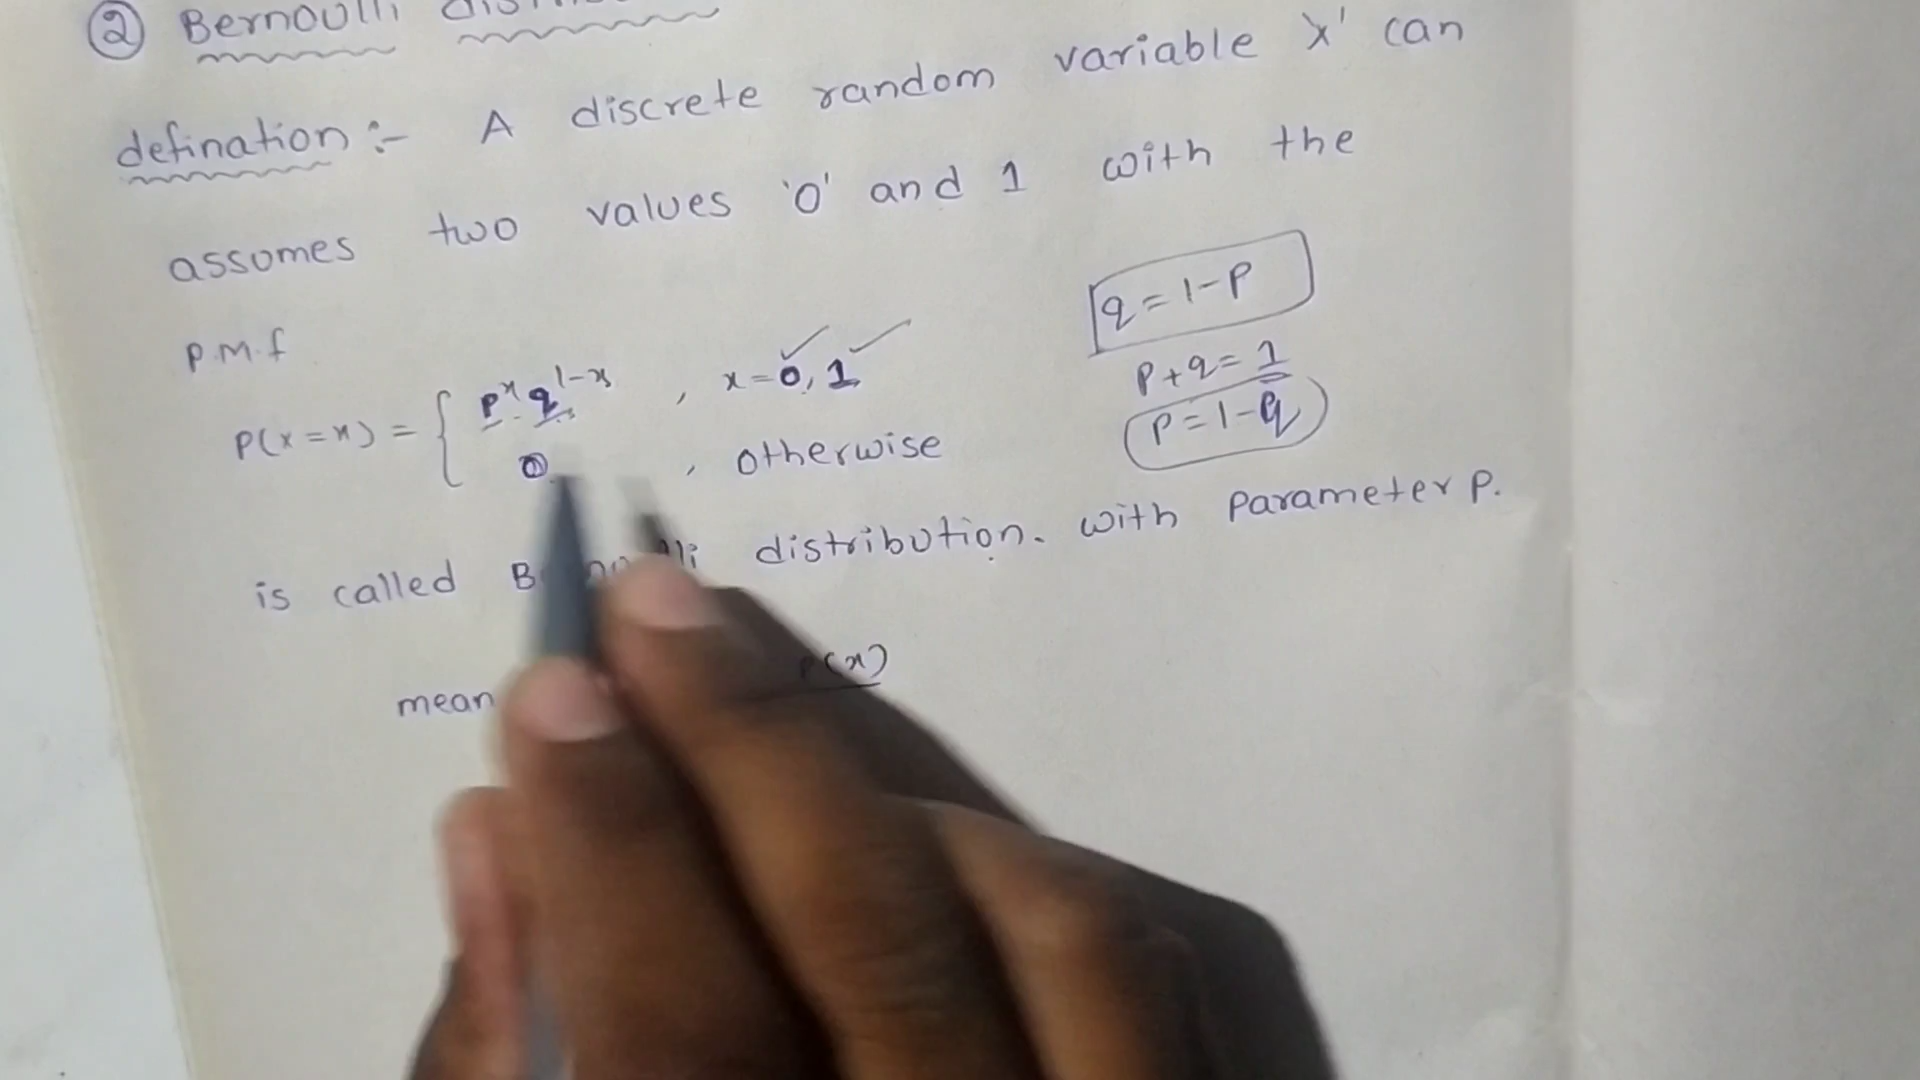 ② Bernoulli
defination :- A discrete random variable 'X' can
assumes two values '0' and 1 with the
p.m.f
P(x=x) = { p^x q^1-x , x=0, 1
0 , otherwise
q = 1-P
P+q = 1
P = 1-q
is called distribution. with parameter P.
mean P(x)